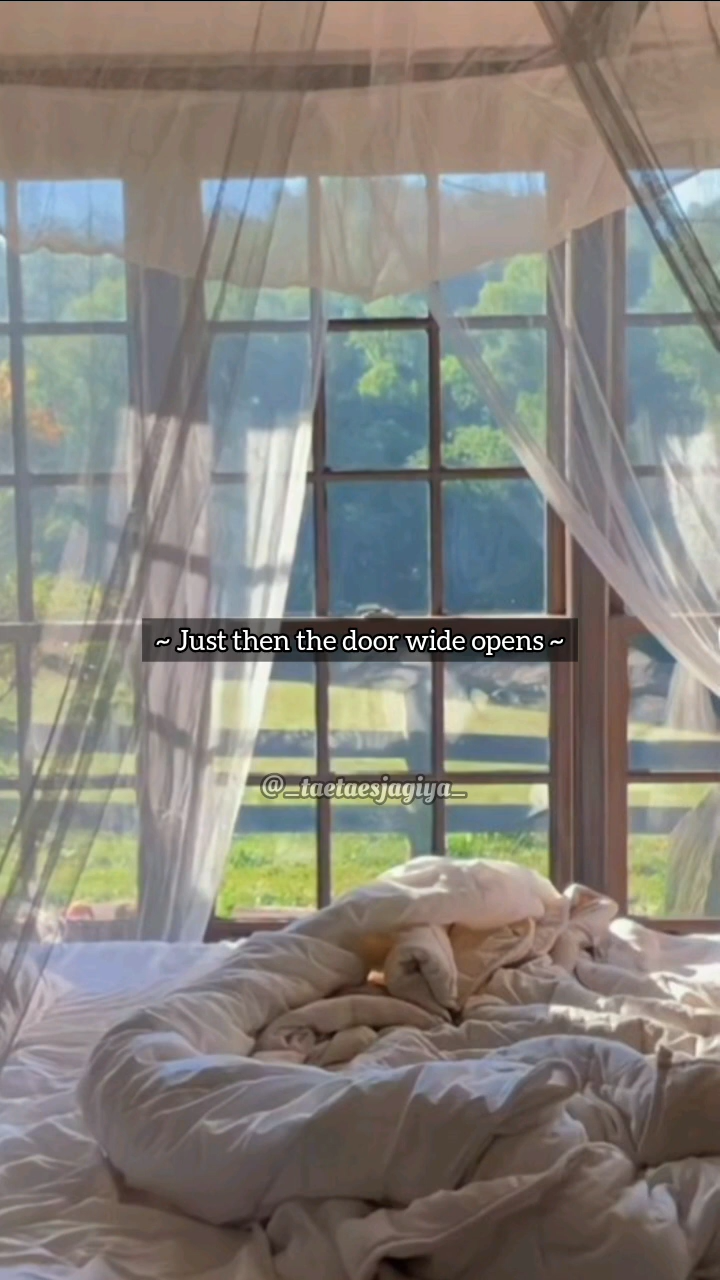 ~ Just then the door wide opens ~
@_taetaesjagiya_